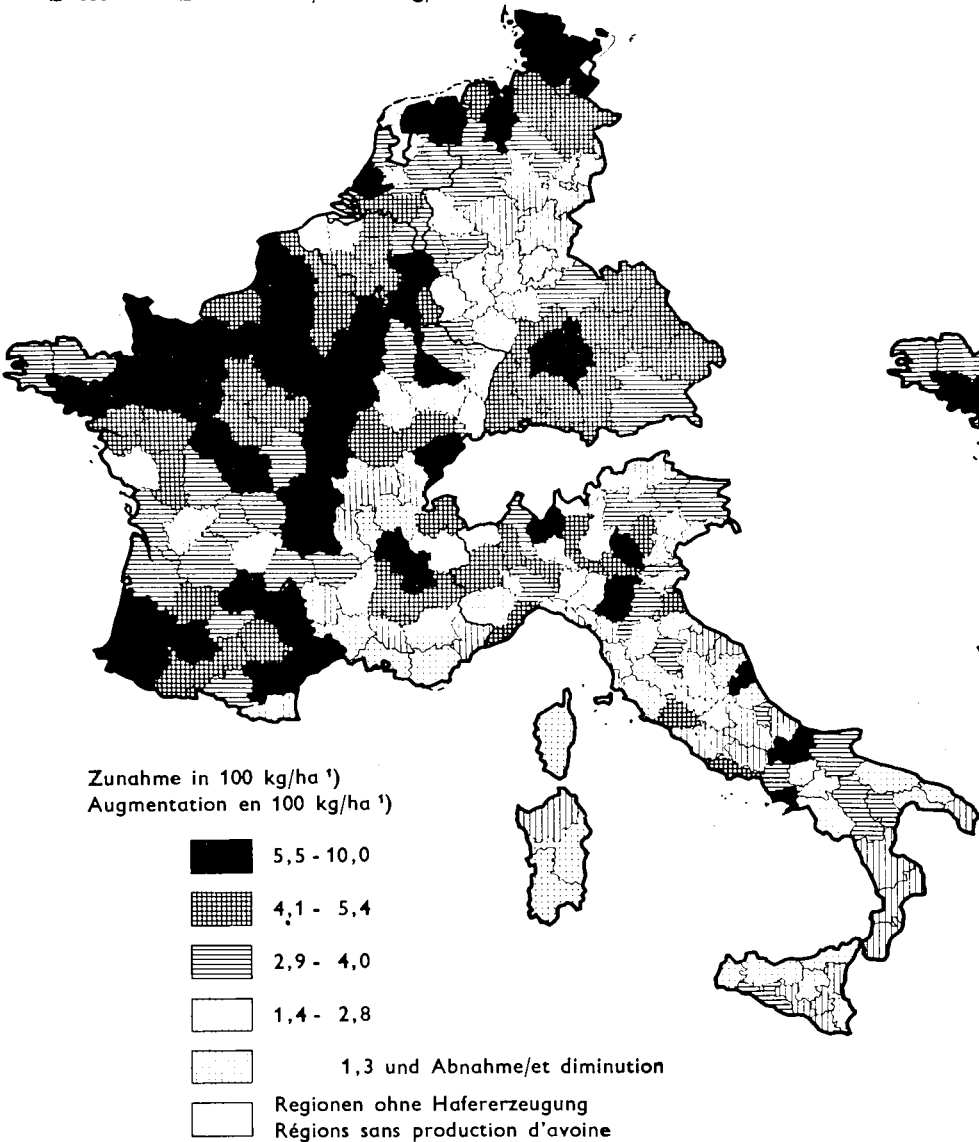 Zunahme in 100 kg/ha ¹)
Augmentation en 100 kg/ha ¹)
5,5 - 10,0
4,1 - 5,4
2,9 - 4,0
1,4 - 2,8
1,3 und Abnahme/et diminution
Regionen ohne Hafererzeugung
Régions sans production d'avoine